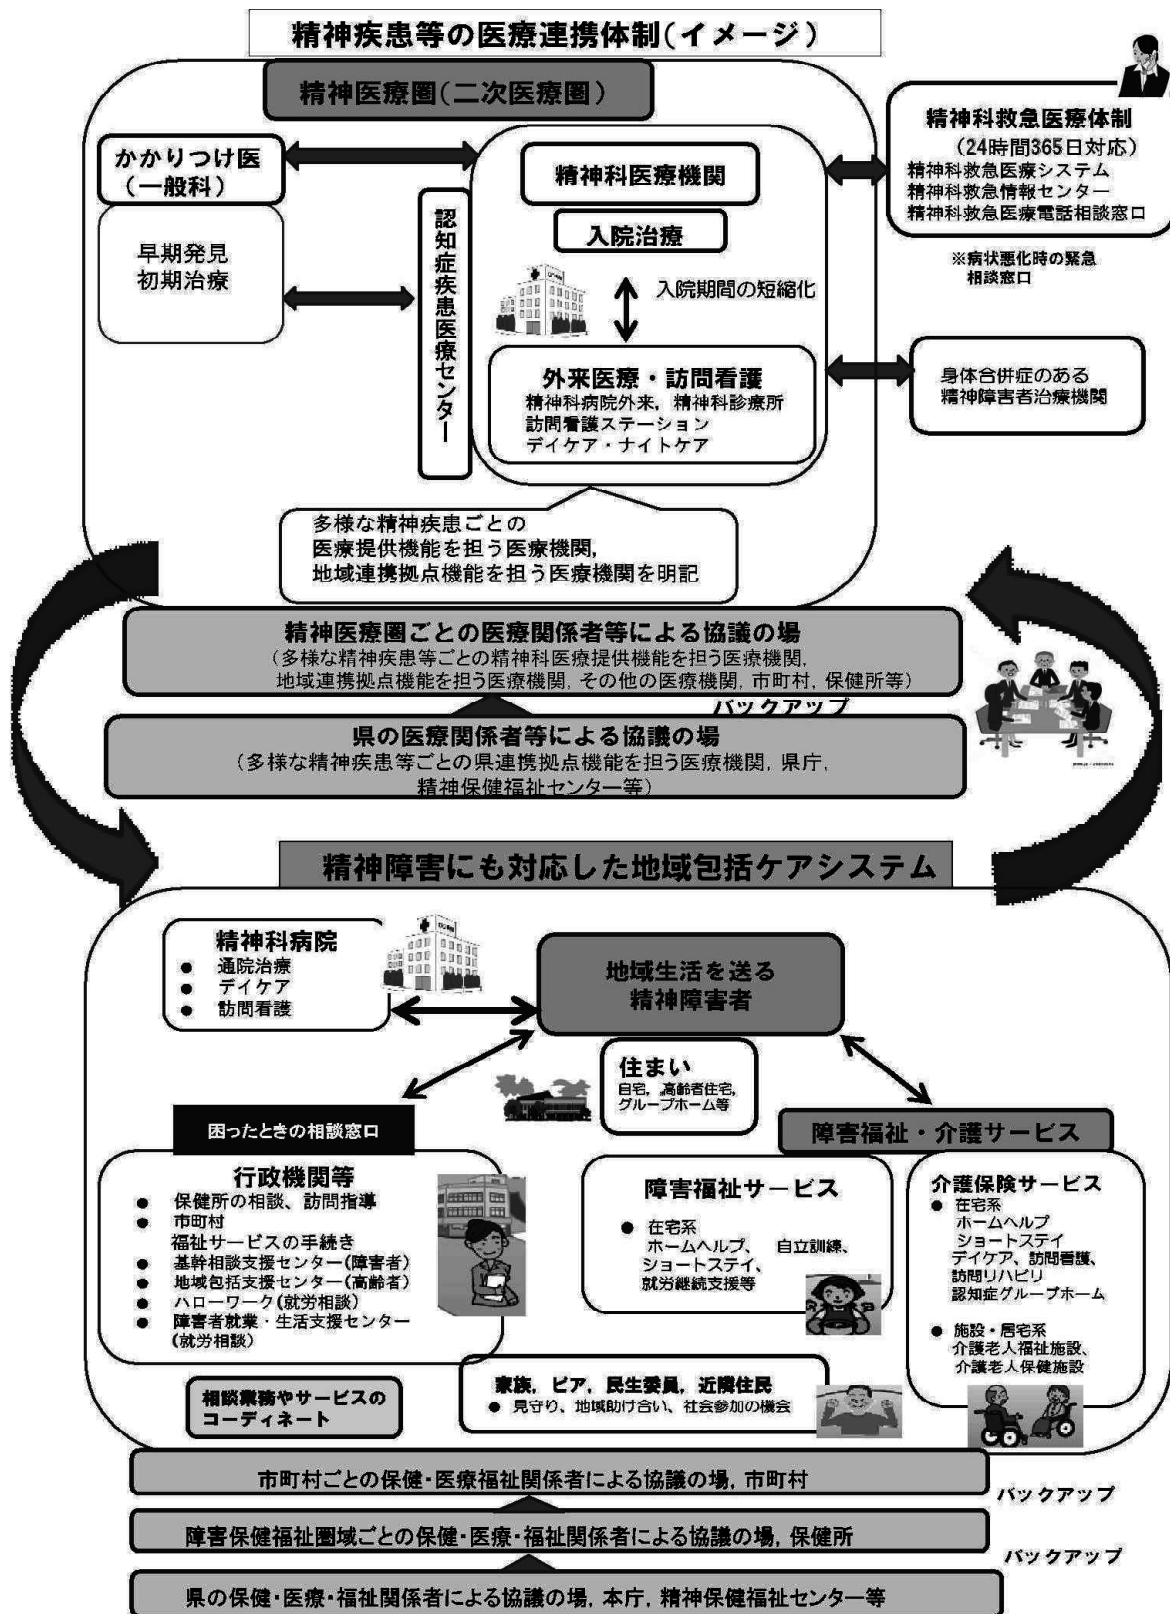 精神疾患等の医療連携体制(イメージ)
精神医療圏(二次医療圏)
かかりつけ医
(一般科)
早期発見
初期治療
認知症疾患医療センター
精神科医療機関
入院治療
入院期間の短縮化
外来医療・訪問看護
精神科病院外来，精神科診療所
訪問看護ステーション
デイケア・ナイトケア
精神科救急医療体制
(24時間365日対応)
精神科救急医療システム
精神科救急情報センター
精神科救急医療電話相談窓口
※病状悪化時の緊急
相談窓口
身体合併症のある
精神障害者治療機関
多様な精神疾患ごとの
医療提供機能を担う医療機関，
地域連携拠点機能を担う医療機関を明記
精神医療圏ごとの医療関係者等による協議の場
(多様な精神疾患等ごとの精神科医療提供機能を担う医療機関，
地域連携拠点機能を担う医療機関，その他の医療機関，市町村，保健所等)
バックアップ
県の医療関係者等による協議の場
(多様な精神疾患等ごとの県連携拠点機能を担う医療機関，県庁，
精神保健福祉センター等)
精神障害にも対応した地域包括ケアシステム
精神科病院
● 通院治療
● デイケア
● 訪問看護
地域生活を送る
精神障害者
住まい
自宅，高齢者住宅，
グループホーム等
困ったときの相談窓口
行政機関等
● 保健所の相談、訪問指導
● 市町村
福祉サービスの手続き
● 基幹相談支援センター(障害者)
● 地域包括支援センター(高齢者)
● ハローワーク(就労相談)
● 障害者就業・生活支援センター
(就労相談)
障害福祉・介護サービス
障害福祉サービス
● 在宅系
ホームヘルプ、 自立訓練、
ショートステイ、
就労継続支援等
介護保険サービス
● 在宅系
ホームヘルプ
ショートステイ
デイケア、訪問看護、
訪問リハビリ
認知症グループホーム
● 施設・居宅系
介護老人福祉施設、
介護老人保健施設
相談業務やサービスの
コーディネート
家族，ピア，民生委員，近隣住民
● 見守り、地域助け合い、社会参加の機会
市町村ごとの保健・医療福祉関係者による協議の場，市町村
バックアップ
障害保健福祉圏域ごとの保健・医療・福祉関係者による協議の場，保健所
バックアップ
県の保健・医療・福祉関係者による協議の場，本庁，精神保健福祉センター等